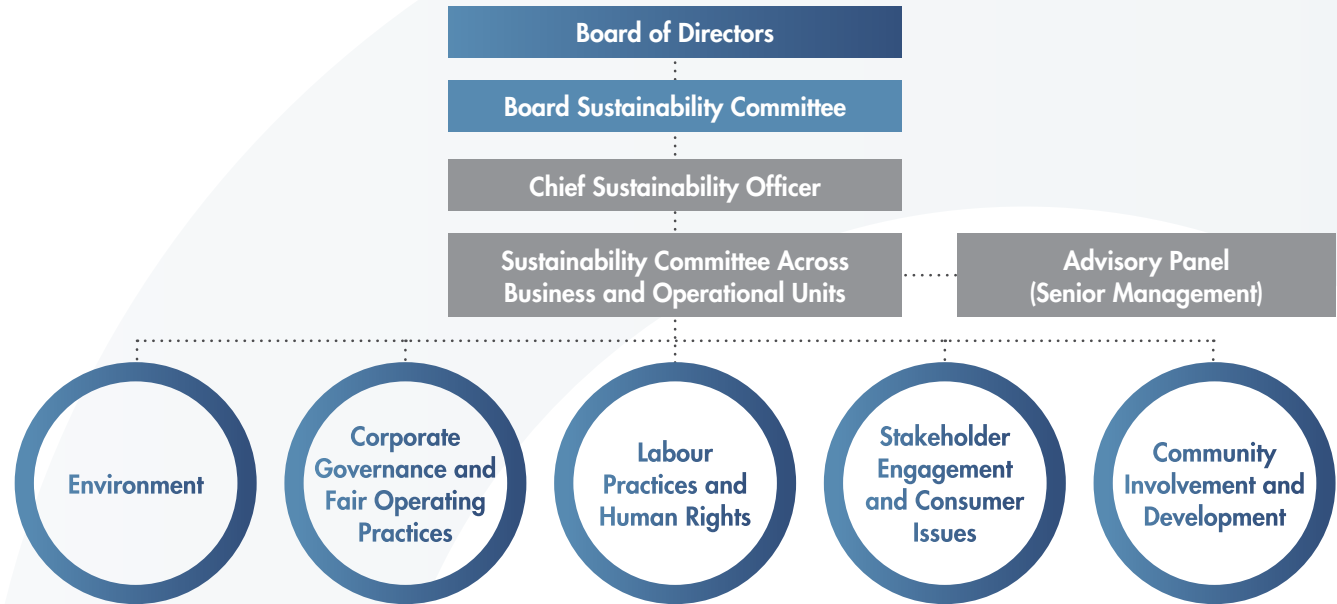 Board of Directors
Board Sustainability Committee
Chief Sustainability Officer
Sustainability Committee Across
Business and Operational Units
Advisory Panel
(Senior Management)
Environment
Corporate
Governance and
Fair Operating
Practices
Labour
Practices and
Human Rights
Stakeholder
Engagement
and Consumer
Issues
Community
Involvement and
Development